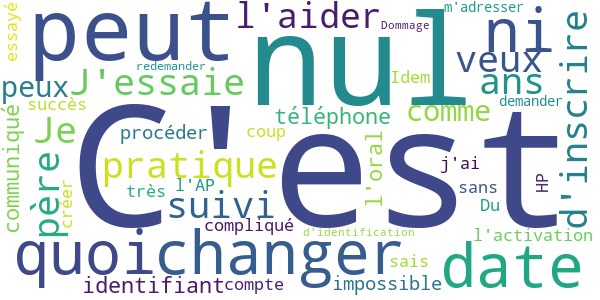 essayé
peut
l'aider
nul
m'adresser
Dommage
ni
d'inscrire
redemander
veux
peux
J'essaie
Idem
ans
succès
communiqué
téléphone
comme
demander
Je
procéder
coup
C'est
père
pratique
l'oral
j'ai
HP
créer
très
l'AP
sans
suivi
Du
compliqué
d'identification
l'activation
quoi
changer
sais
date
identifiant
compte
impossible